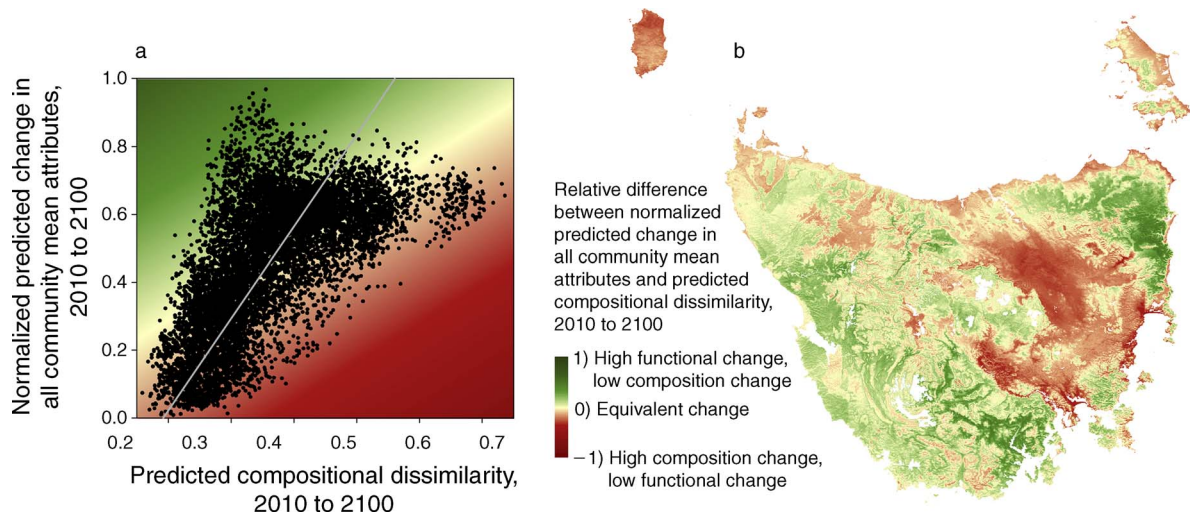 a
Normalized predicted change in
all community mean attributes,
2010 to 2100
1.0
0.8
0.6
0.4
0.2
0.0
0.2 0.3 0.4 0.5 0.6 0.7
Predicted compositional dissimilarity,
2010 to 2100
b
Relative difference
between normalized
predicted change in
all community mean
attributes and predicted
compositional dissimilarity,
2010 to 2100
1) High functional change,
low composition change
0) Equivalent change
−1) High composition change,
low functional change